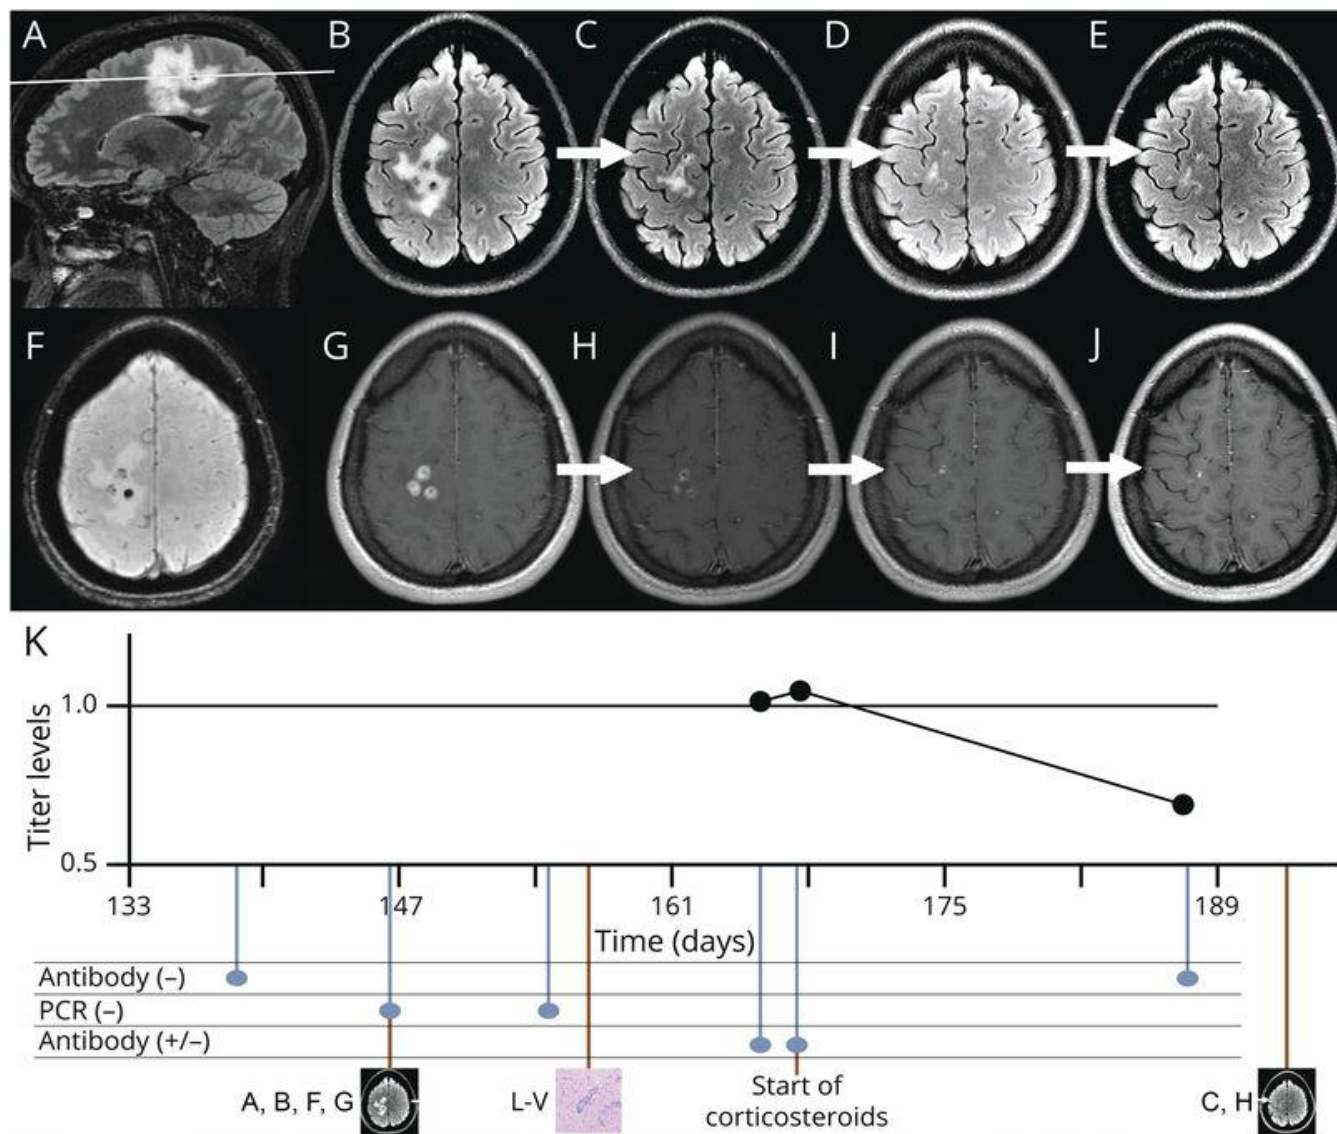 A B C D E
F G H I J
K
Titer levels
1.0
0.5
133 147 161 175 189
Time (days)
Antibody (–)
PCR (–)
Antibody (+/–)
A, B, F, G L-V Start of corticosteroids C, H